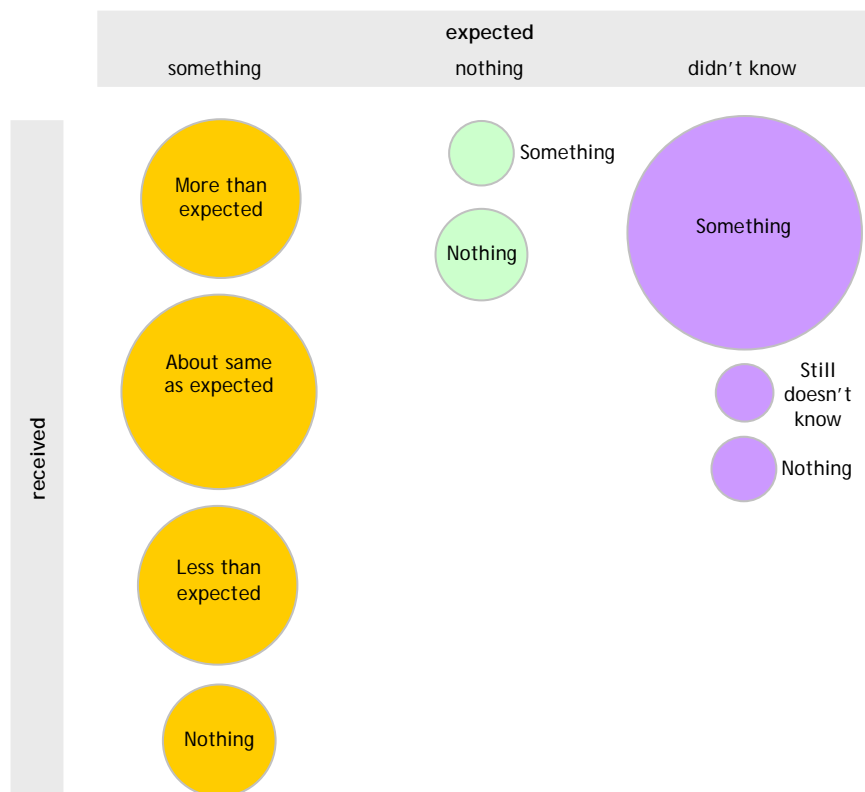 expected
something
nothing
didn't know
received
More than
expected
About same
as expected
Less than
expected
Nothing
Something
Nothing
Something
Still
doesn't
know
Nothing